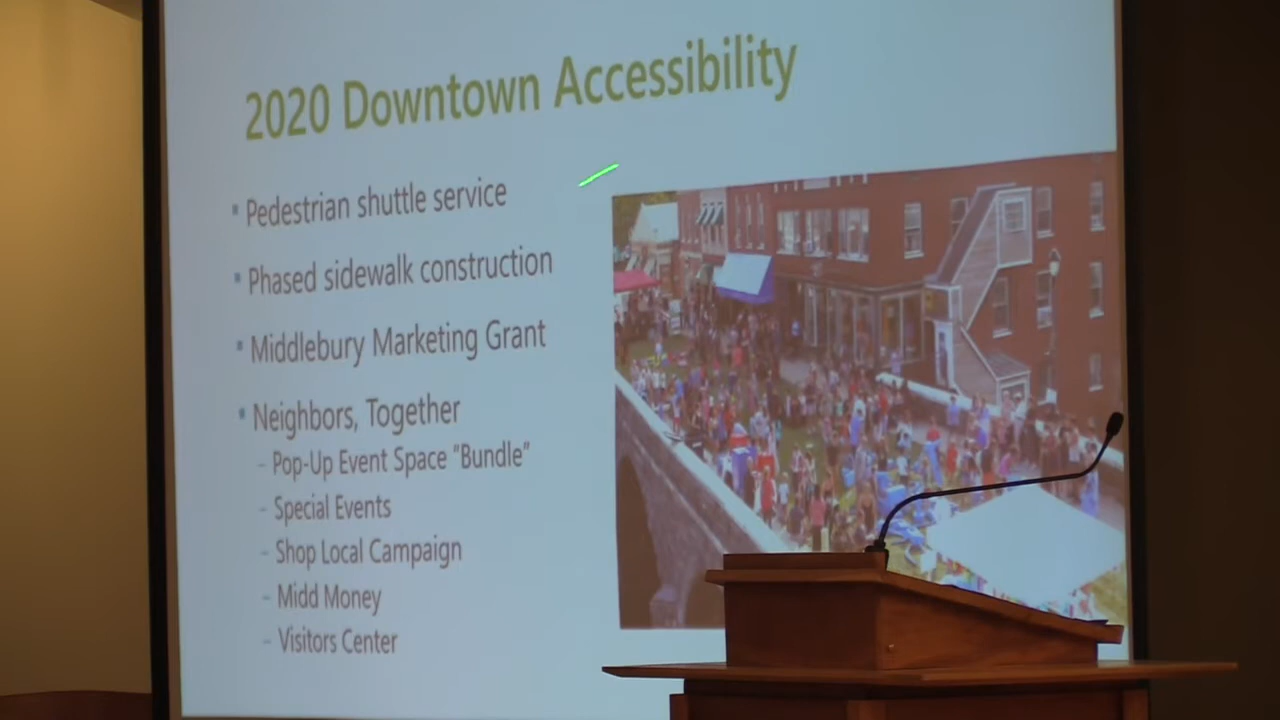 2020 Downtown Accessibility
Pedestrian shuttle service
Phased sidewalk construction
Middlebury Marketing Grant
Neighbors, Together
– Pop-Up Event Space "Bundle"
– Special Events
– Shop Local Campaign
– Midd Money
– Visitors Center